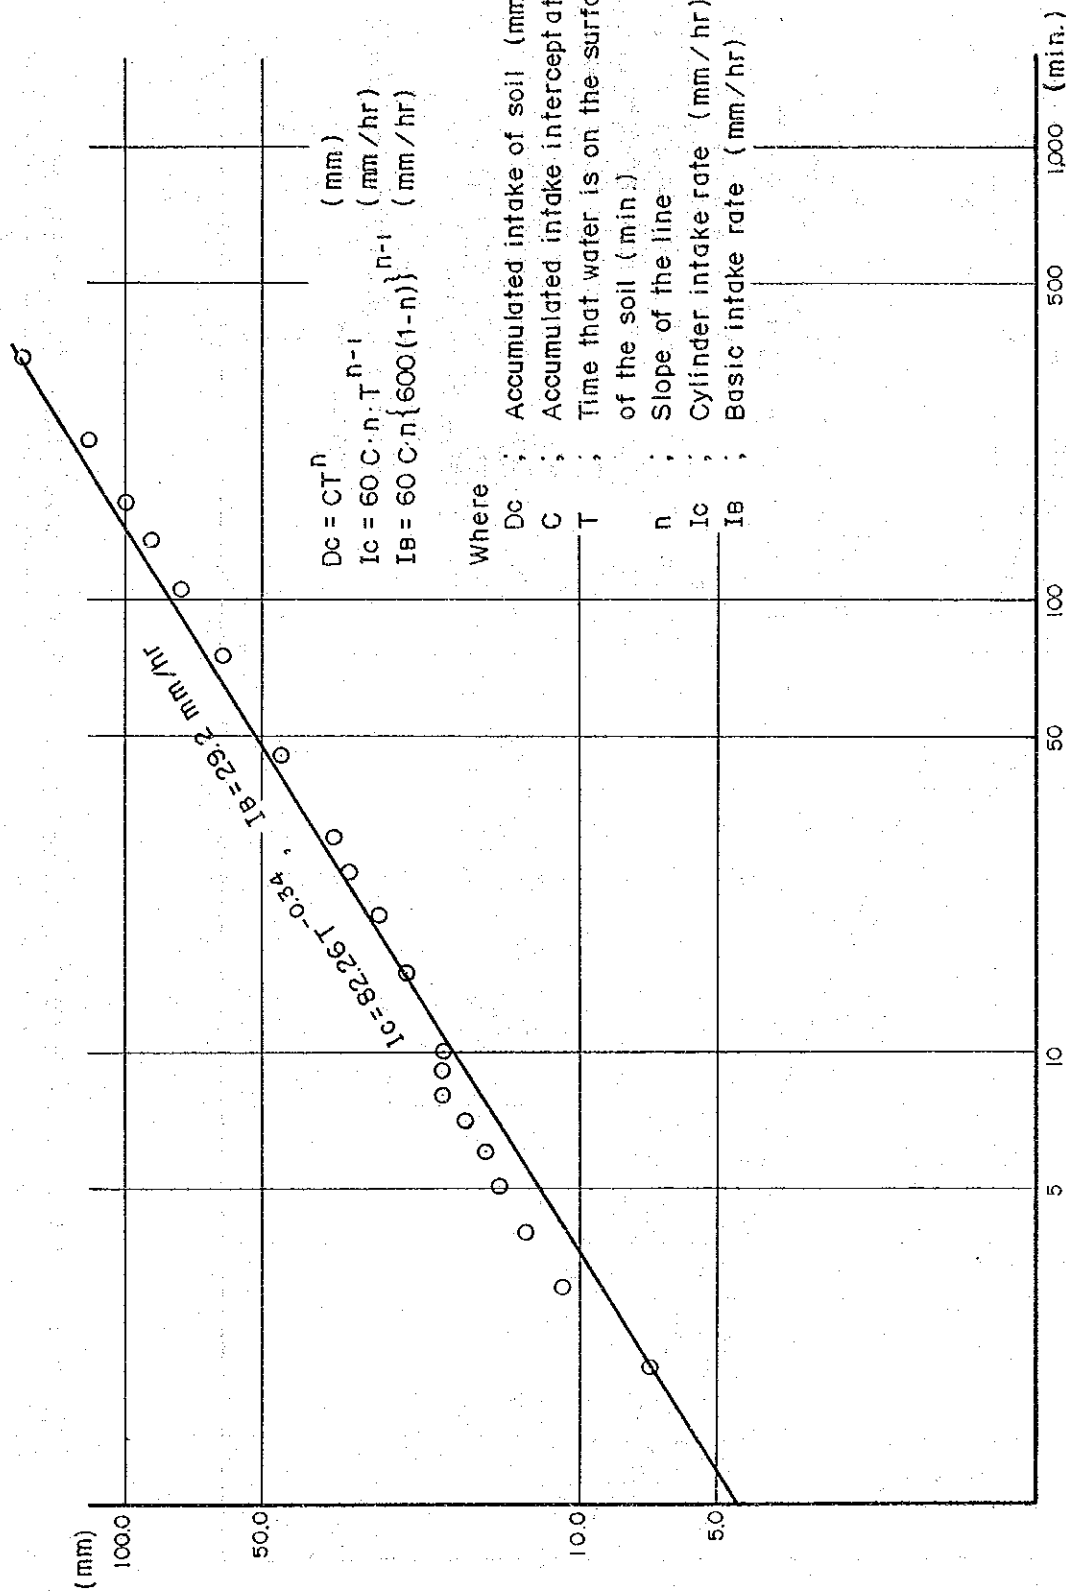 (mm)
100.0
50.0
10.0
5.0
Ic = 82.26T^-0.34 , IB = 29.2 mm/hr
Dc = CT^n (mm)
Ic = 60 C·n·T^n-1 (mm/hr)
IB = 60 C·n{600(1-n)}^n-1 (mm/hr)
Where
Dc ; Accumulated intake of soil (mm
C ; Accumulated intake intercept at
T ; Time that water is on the surfa
of the soil (min.)
n ; Slope of the line
Ic ; Cylinder intake rate (mm/hr)
IB ; Basic intake rate (mm/hr)
5 10 50 100 500 1,000 (min.)